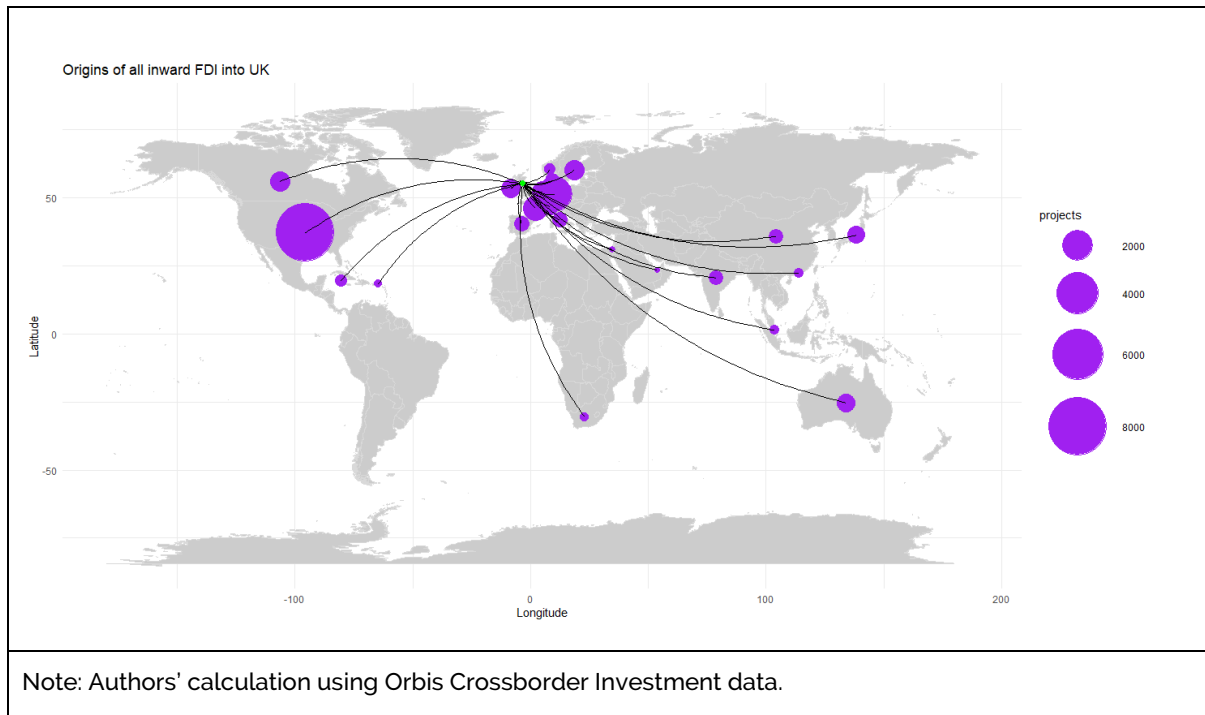 Origins of all inward FDI into UK
50
0
-50
Latitude
-100
0
100
200
Longitude
projects
2000
4000
6000
8000
Note: Authors’ calculation using Orbis Crossborder Investment data.